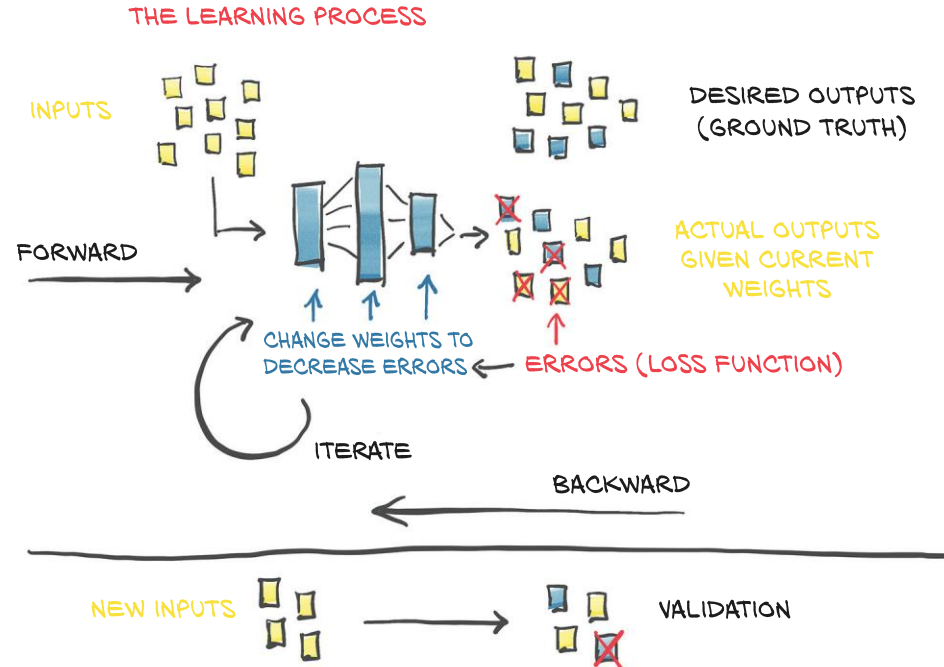 THE LEARNING PROCESS
INPUTS
DESIRED OUTPUTS
(GROUND TRUTH)
FORWARD
ACTUAL OUTPUTS
GIVEN CURRENT
WEIGHTS
CHANGE WEIGHTS TO
DECREASE ERRORS
ERRORS (LOSS FUNCTION)
ITERATE
BACKWARD
NEW INPUTS
VALIDATION